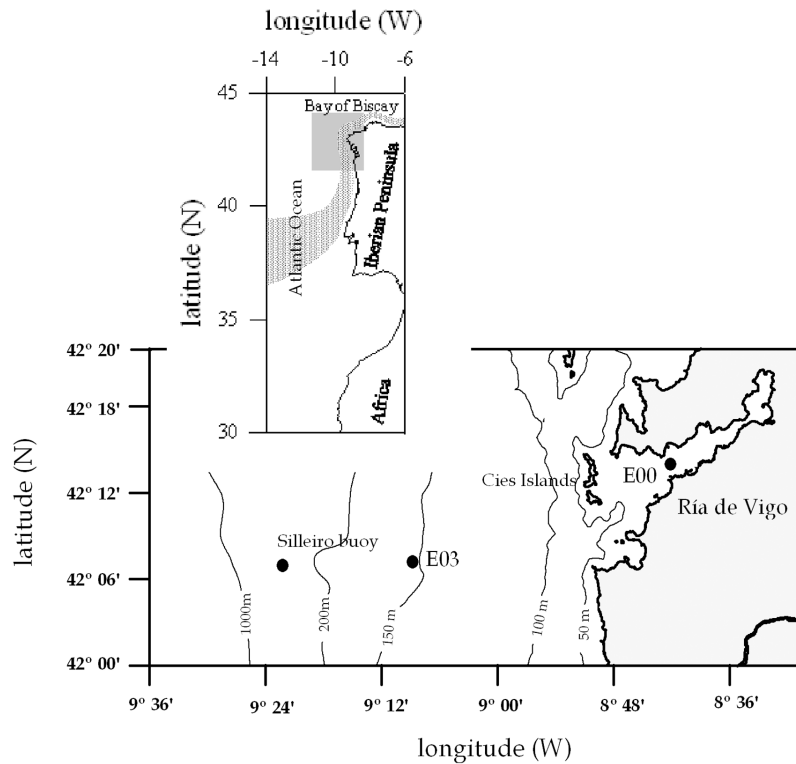 longitude (W)
-14 -10 -6
45
Bay of Biscay
40
Atlantic Ocean
Iberian Peninsula
latitude (N)
35
Africa
30
42º 20'
42º 18'
42º 12'
42º 06'
42º 00'
latitude (N)
Cies Islands
E00
Ría de Vigo
Silleiro buoy
E03
1000m
200m
150 m
100 m
50 m
9º 36' 9º 24' 9º 12' 9º 00' 8º 48' 8º 36'
longitude (W)